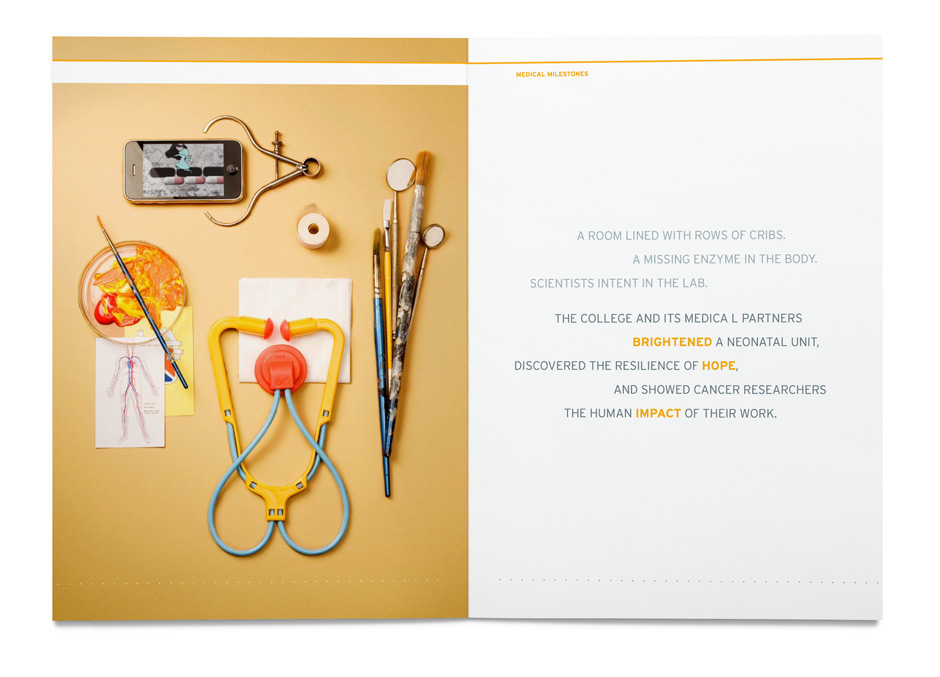 MEDICAL MILESTONES
A ROOM LINED WITH ROWS OF CRIBS.
A MISSING ENZYME IN THE BODY.
SCIENTISTS INTENT IN THE LAB.
THE COLLEGE AND ITS MEDICA L PARTNERS
BRIGHTENED A NEONATAL UNIT,
DISCOVERED THE RESILIENCE OF HOPE,
AND SHOWED CANCER RESEARCHERS
THE HUMAN IMPACT OF THEIR WORK.